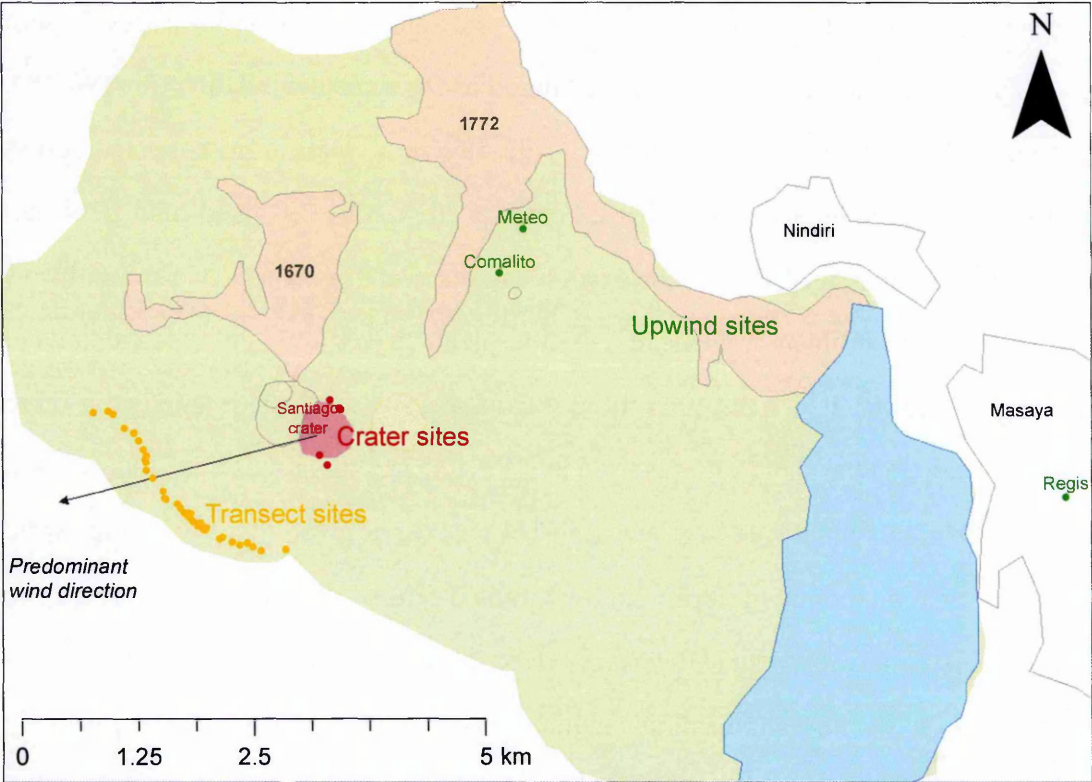 N
1772
Meteo
Nindiri
Comalito
1670
Upwind sites
Santiago
crater
Masaya
Crater sites
Regis
Transect sites
Predominant
wind direction
0 1.25 2.5 5 km